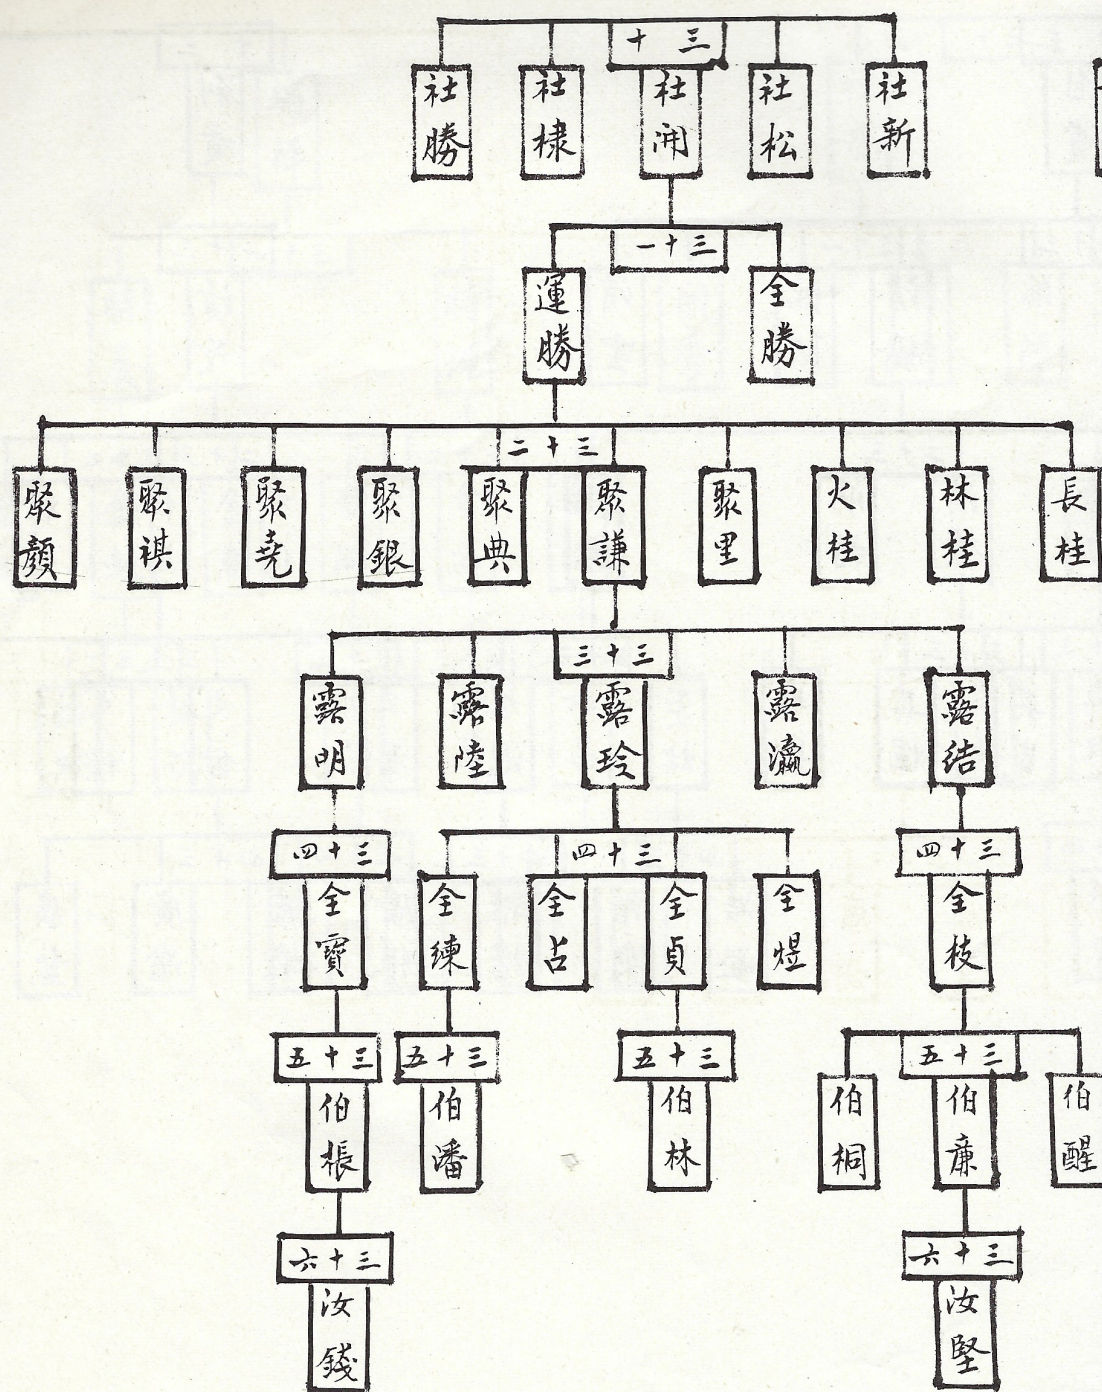 三十
社新
社松
社開
社棣
社勝
三十一
全勝
運勝
三十二
長桂
林桂
火桂
聚里
聚謙
聚典
聚銀
聚堯
聚祺
聚顏
三十三
露結
露瀛
露玲
露陸
露明
三十四
三十四
三十四
全枝
全煜
全貞
全占
全練
全寶
三十五
三十五
三十五
三十五
伯醒
伯廉
伯桐
伯林
伯潘
伯棖
三十六
三十六
汝堅
汝錢